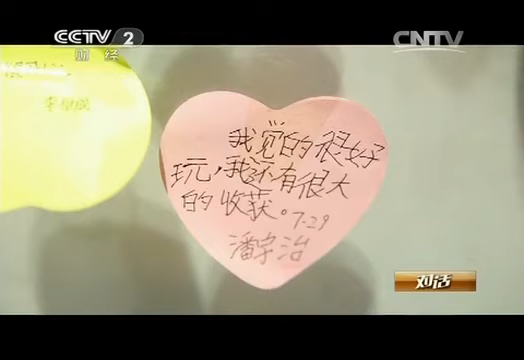 CCTV 2
财经
CNTV
我觉的很好
玩,我还有很大
的收获。7-29
潘宇治
对话